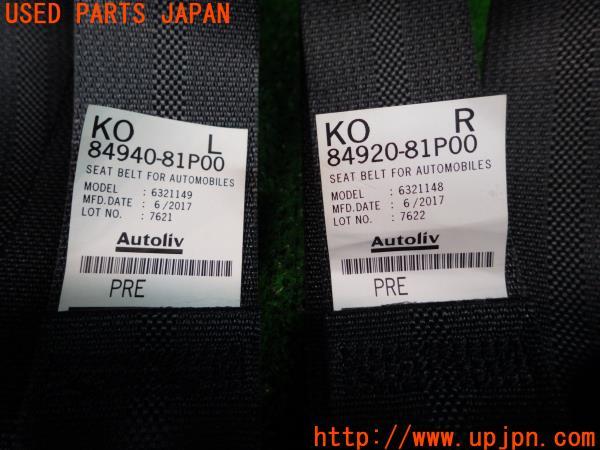 USED PARTS JAPAN
KO L
84940-81P00
SEAT BELT FOR AUTOMOBILES
MODEL : 6321149
MFD.DATE : 6/2017
LOT NO. : 7621
Autoliv
PRE
KO R
84920-81P00
SEAT BELT FOR AUTOMOBILES
MODEL : 6321148
MFD.DATE : 6/2017
LOT NO. : 7622
Autoliv
PRE
http://www.upjpn.com/